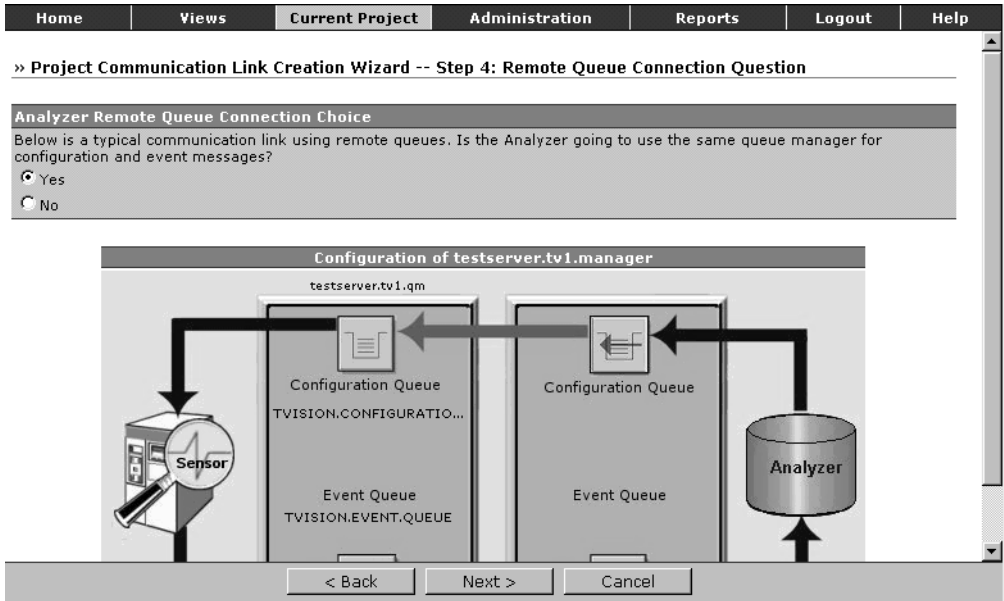 Home Views Current Project Administration Reports Logout Help
» Project Communication Link Creation Wizard -- Step 4: Remote Queue Connection Question
Analyzer Remote Queue Connection Choice
Below is a typical communication link using remote queues. Is the Analyzer going to use the same queue manager for
configuration and event messages?
Yes
No
Configuration of testserver.tv1.manager
testserver.tv1.qm
Configuration Queue
Configuration Queue
TVISION.CONFIGURATIO...
Sensor
Analyzer
Event Queue
Event Queue
TVISION.EVENT.QUEUE
< Back Next > Cancel